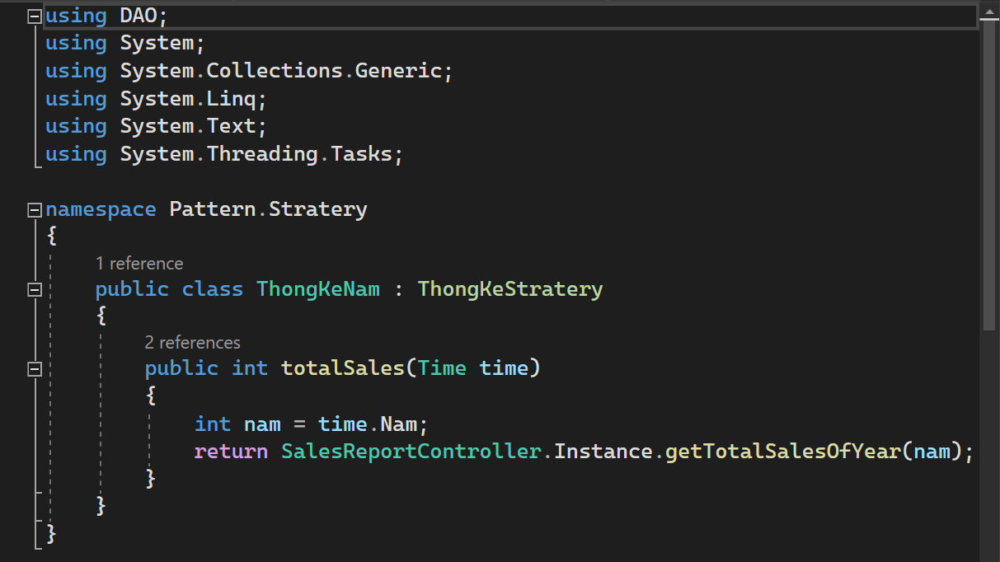 using DAO;
using System;
using System.Collections.Generic;
using System.Linq;
using System.Text;
using System.Threading.Tasks;
namespace Pattern.Stratery
{
1 reference
public class ThongKeNam : ThongKeStratery
{
2 references
public int totalSales(Time time)
{
int nam = time.Nam;
return SalesReportController.Instance.getTotalSalesOfYear(nam);
}
}
}